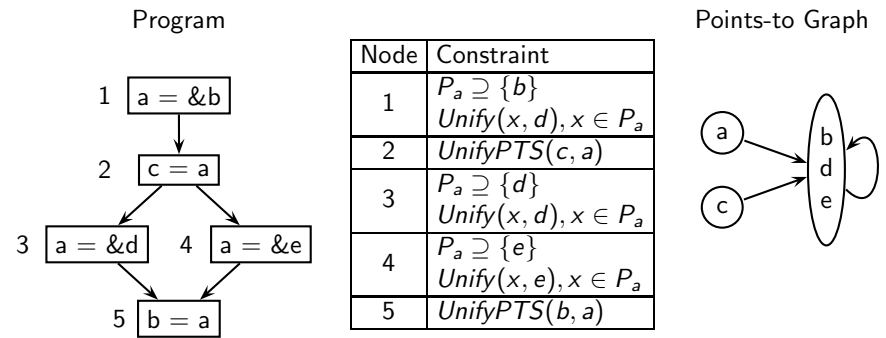 Program
1 a = &b
2 c = a
3 a = &d 4 a = &e
5 b = a
Node Constraint
1 P_a ⊇ {b}
Unify(x, d), x ∈ P_a
2 UnifyPTS(c, a)
3 P_a ⊇ {d}
Unify(x, d), x ∈ P_a
4 P_a ⊇ {e}
Unify(x, e), x ∈ P_a
5 UnifyPTS(b, a)
Points-to Graph
a
c
b
d
e